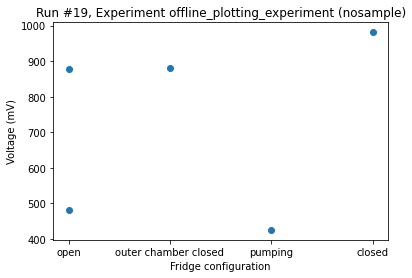 Run #19, Experiment offline_plotting_experiment (nosample)
1000
900
800
700
600
500
400
Voltage (mV)
open outer chamber closed pumping closed
Fridge configuration